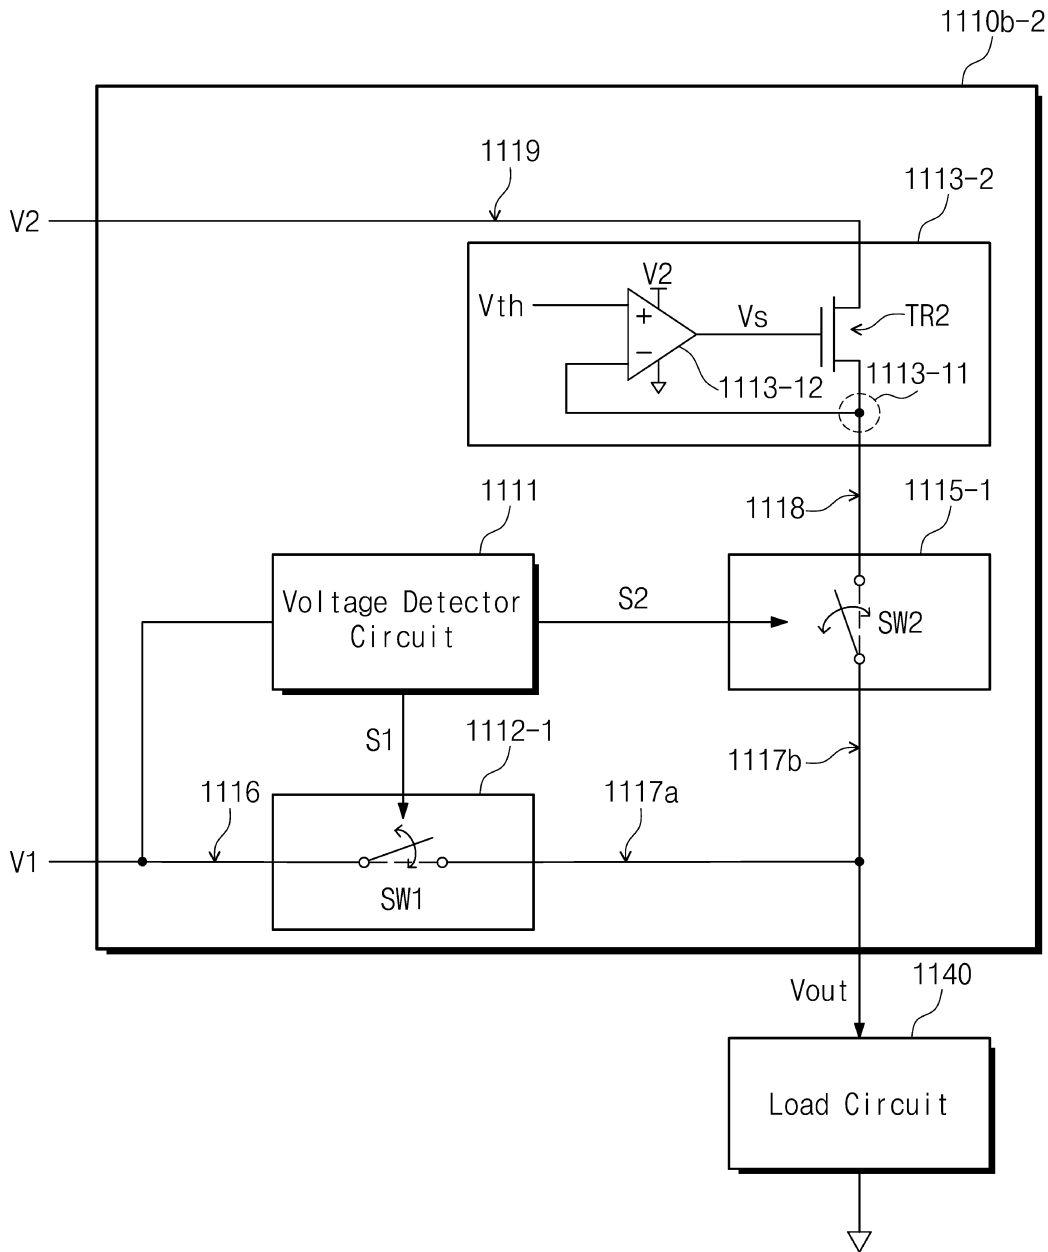 1110b-2
1119
1113-2
V2
V2
Vth
+
Vs
TR2
−
1113-12
1113-11
1118
1111
1115-1
Voltage Detector
Circuit
S2
SW2
S1
1112-1
1117b
1116
1117a
V1
SW1
Vout
1140
Load Circuit